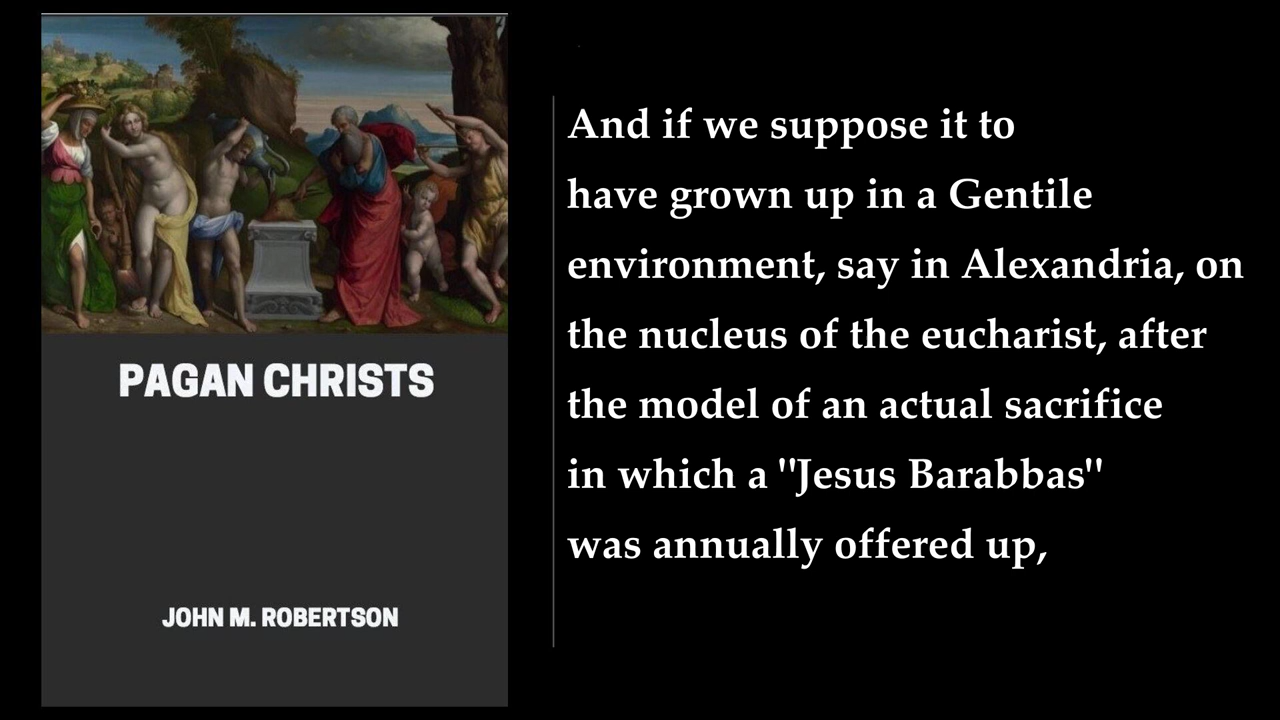 PAGAN CHRISTS
JOHN M. ROBERTSON
And if we suppose it to
have grown up in a Gentile
environment, say in Alexandria, on
the nucleus of the eucharist, after
the model of an actual sacrifice
in which a "Jesus Barabbas"
was annually offered up,